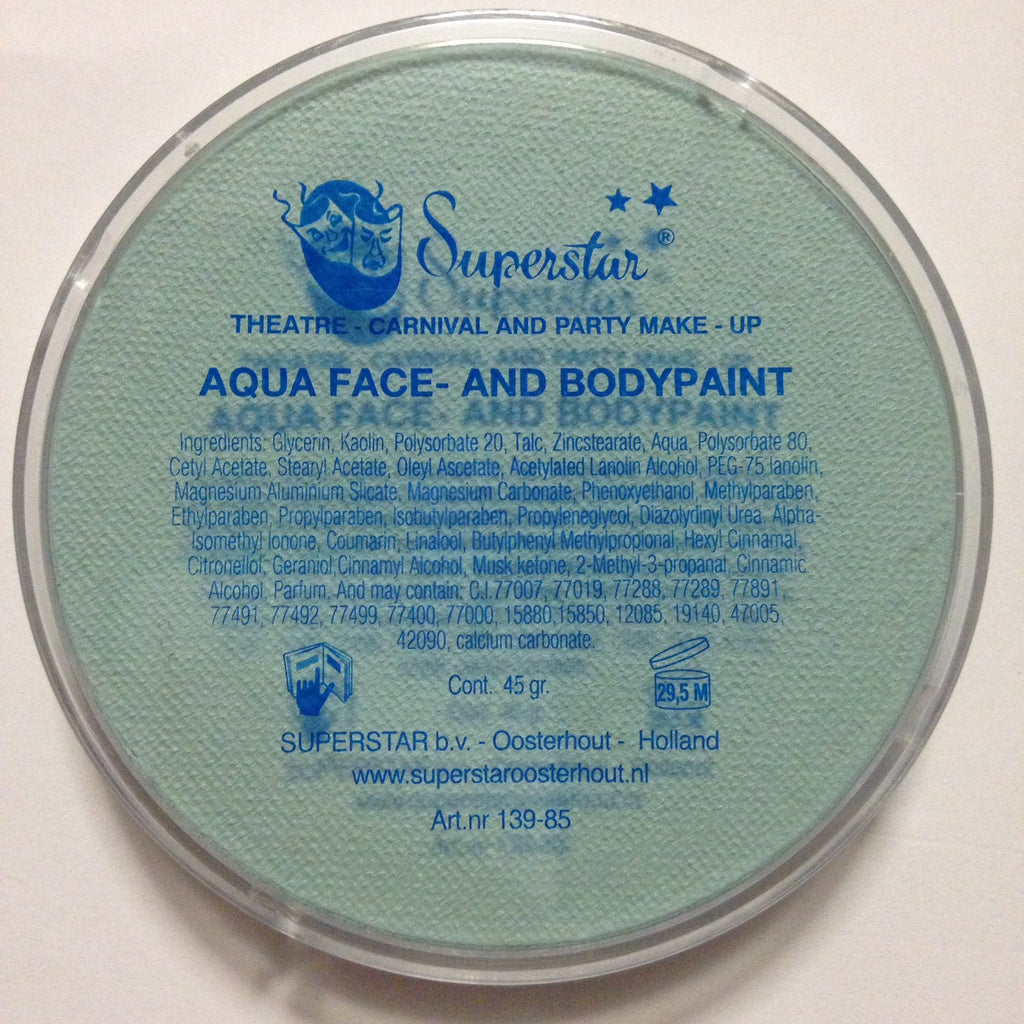 Superstar ®
THEATRE - CARNIVAL AND PARTY MAKE - UP
AQUA FACE- AND BODYPAINT
Ingredients: Glycerin, Kaolin, Polysorbate 20, Talc, Zincstearate, Aqua, Polysorbate 80,
Cetyl Acetate, Stearyl Acetate, Oleyl Ascetate, Acetylated Lanolin Alcohol, PEG-75 lanolin,
Magnesium Aluminium Slicate, Magnesium Carbonate, Phenoxyethanol, Methylparaben,
Ethylparaben, Propylparaben, Isobutylparaben, Propyleneglycol, Diazolydinyl Urea. Alpha-
Isomethyl Ionone, Coumarin, Linalool, Butylphenyl Methylpropional, Hexyl Cinnamal,
Citronellol, Geraniol, Cinnamyl Alcohol, Musk ketone, 2-Methyl-3-propanat, Cinnamic
Alcohol, Parfum. And may contain: C.I.77007, 77019, 77288, 77289, 77891,
77491, 77492, 77499, 77400, 77000, 15880,15850, 12085, 19140, 47005,
42090, calcium carbonate.
Cont. 45 gr.
29,5 M
SUPERSTAR b.v. - Oosterhout - Holland
www.superstaroosterhout.nl
Art.nr 139-85